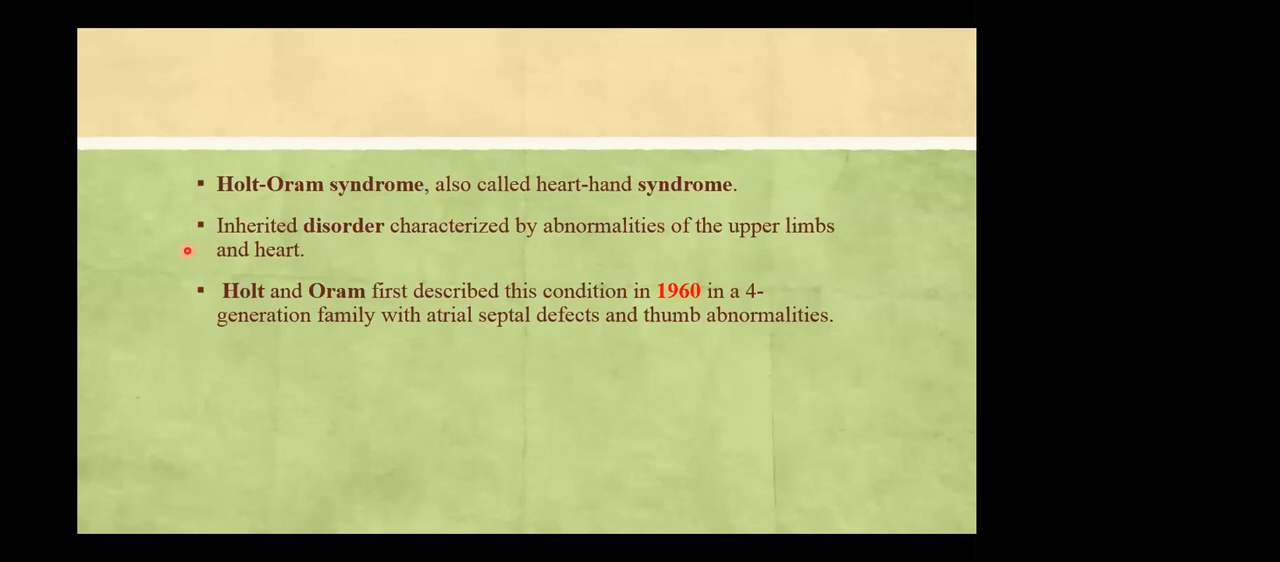 ▪ Holt-Oram syndrome, also called heart-hand syndrome.
▪ Inherited disorder characterized by abnormalities of the upper limbs
and heart.
▪ Holt and Oram first described this condition in 1960 in a 4-
generation family with atrial septal defects and thumb abnormalities.